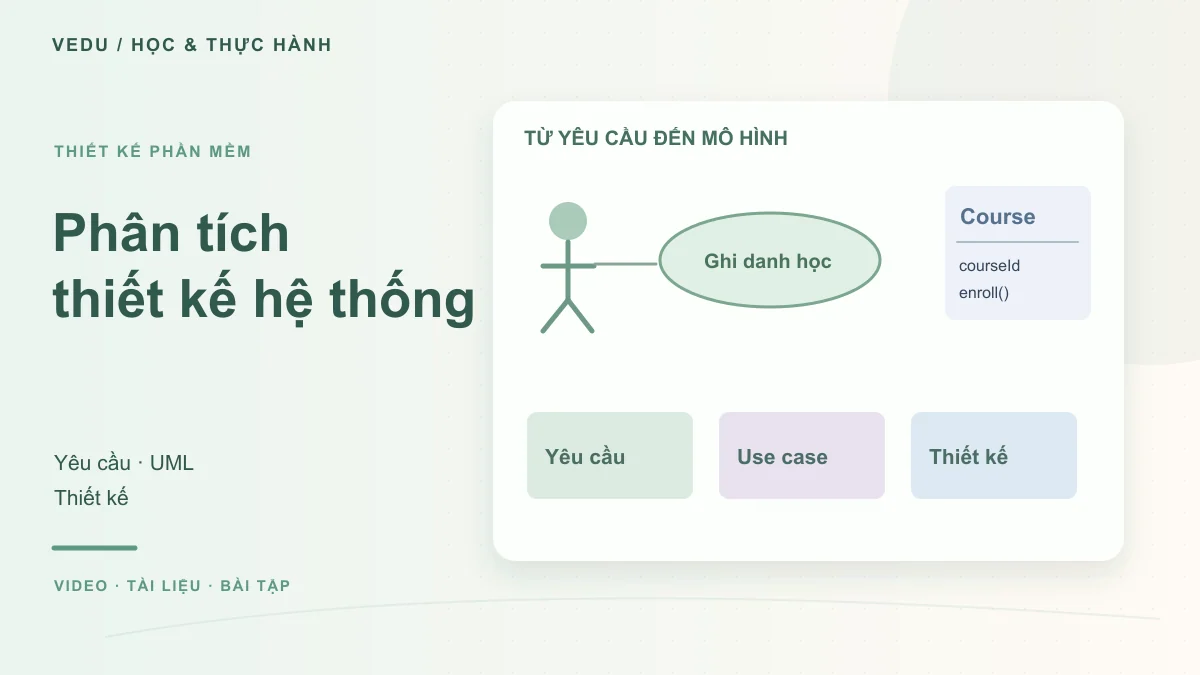 VEDU / HỌC & THỰC HÀNH
THIẾT KẾ PHẦN MỀM
Phân tích
thiết kế hệ thống
Yêu cầu · UML
Thiết kế
VIDEO · TÀI LIỆU · BÀI TẬP
TỪ YÊU CẦU ĐẾN MÔ HÌNH
Ghi danh học
Course
courseId
enroll()
Yêu cầu
Use case
Thiết kế